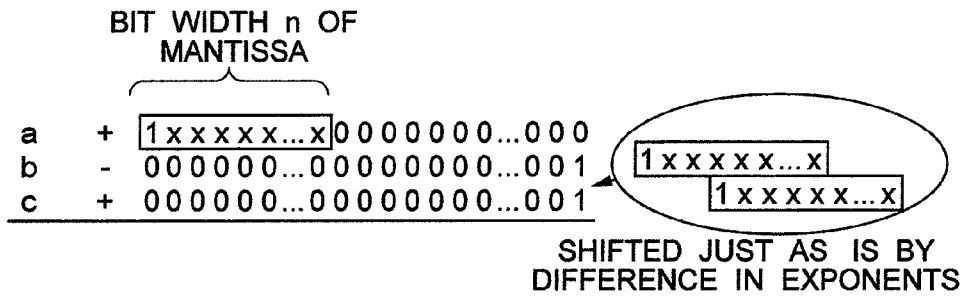 BIT WIDTH n OF
MANTISSA
a + 1xxxxx...x0000000...000
b - 000000...00000000...001
c + 000000...00000000...001
1xxxxx...x
1xxxxx...x
SHIFTED JUST AS IS BY
DIFFERENCE IN EXPONENTS